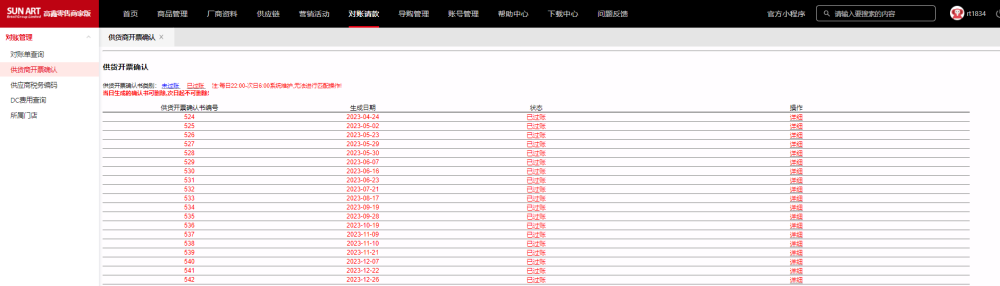 SUN ART 高鑫零售商家版 首页 商品管理 厂商资料 供应链 营销活动 对账请款 导购管理 账号管理 帮助中心 下载中心 问题反馈 官方小程序 请输入要搜索的内容 rt1834
Retail Group Limited
对账管理 供货商开票确认 ×
对账单查询
供货商开票确认
供应商税务编码
DC费用查询
所属门店
供货开票确认
供货开票确认书类别: 未过账 已过账 注:每日22:00-次日6:00系统维护,无法进行匹配操作!
当日生成的确认书可删除,次日起不可删除!
供货开票确认书编号 生成日期 状态 操作
524 2023-04-24 已过账 详细
525 2023-05-02 已过账 详细
526 2023-05-23 已过账 详细
527 2023-05-29 已过账 详细
528 2023-05-30 已过账 详细
529 2023-06-07 已过账 详细
530 2023-06-16 已过账 详细
531 2023-06-23 已过账 详细
532 2023-07-21 已过账 详细
533 2023-08-17 已过账 详细
534 2023-09-19 已过账 详细
535 2023-09-28 已过账 详细
536 2023-10-19 已过账 详细
537 2023-11-09 已过账 详细
538 2023-11-10 已过账 详细
539 2023-11-21 已过账 详细
540 2023-12-07 已过账 详细
541 2023-12-22 已过账 详细
542 2023-12-26 已过账 详细